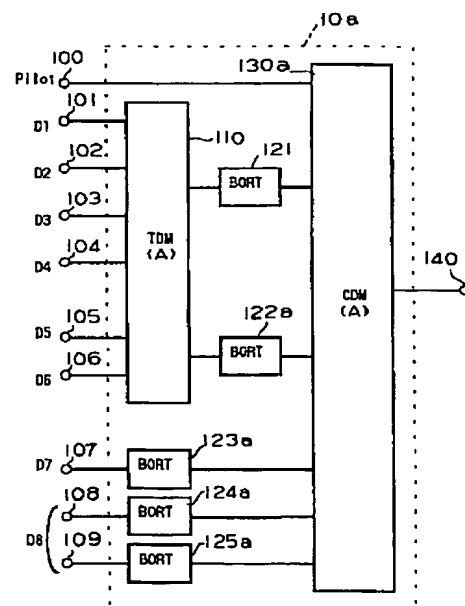 10a
100
130a
Pilot
101
D1
110
102
121
D2
BORT
103
D3
104
TDM
(A)
D4
140
CDM
(A)
105
122a
D5
106
BORT
D6
107
123a
D7
BORT
108
124a
D8
BORT
109
125a
BORT